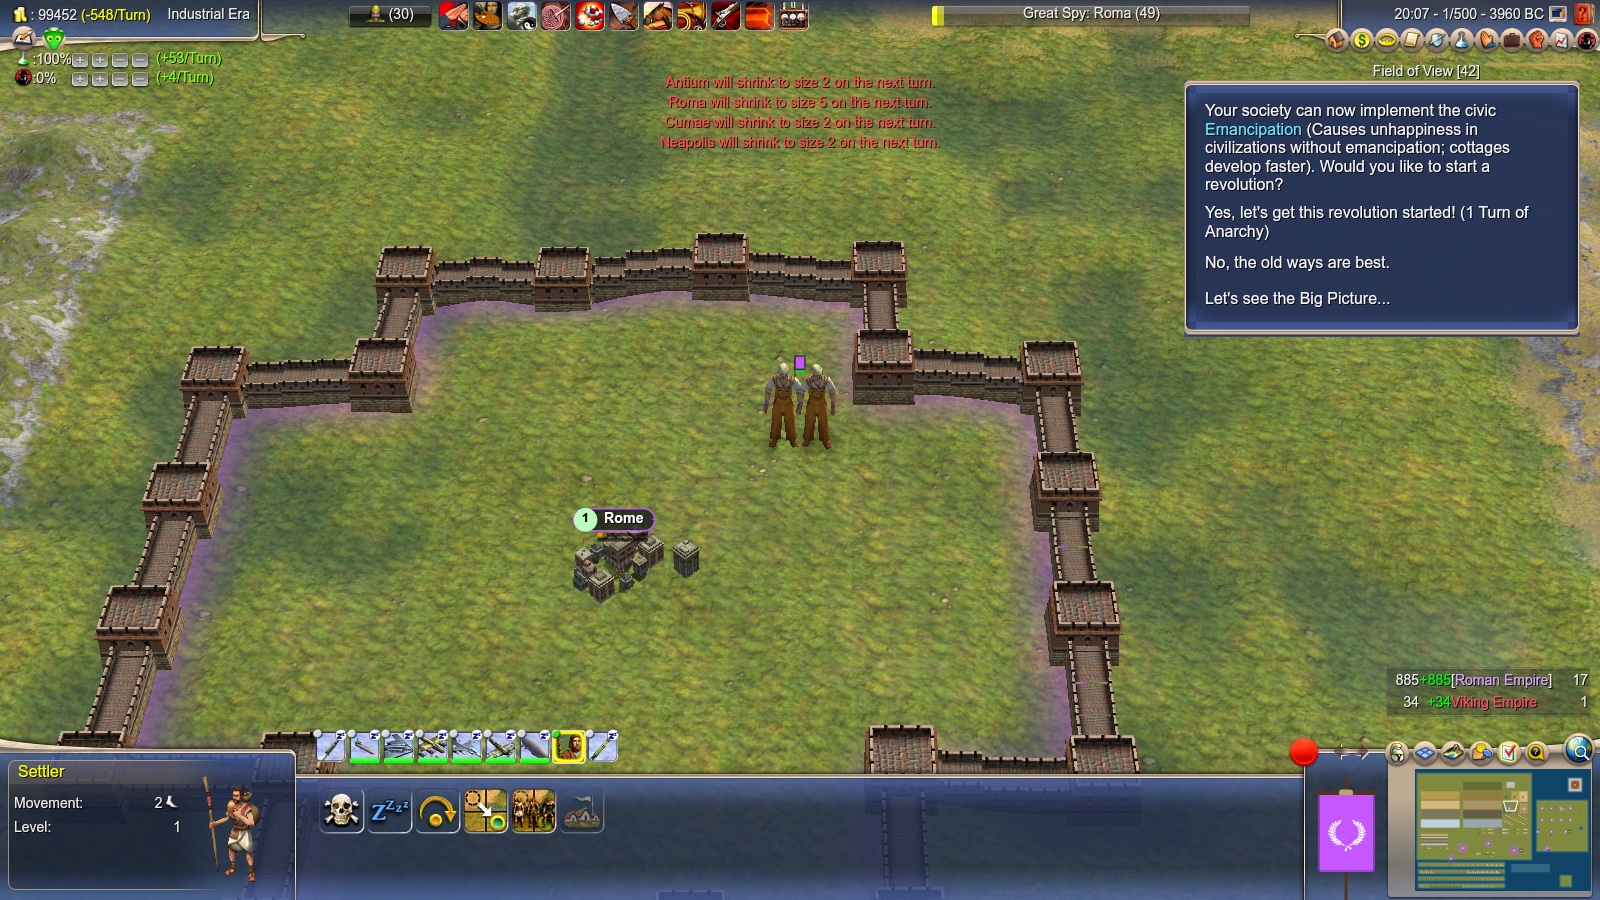 : 99452 (-548/Turn) Industrial Era
(30)
Great Spy: Roma (49)
20:07 - 1/500 - 3960 BC
:100% (+53/Turn)
:0% (+4/Turn)
Field of View [42]
Antium will shrink to size 2 on the next turn.
Roma will shrink to size 5 on the next turn.
Cumae will shrink to size 2 on the next turn.
Neapolis will shrink to size 2 on the next turn.
Your society can now implement the civic
Emancipation (Causes unhappiness in
civilizations without emancipation; cottages
develop faster). Would you like to start a
revolution?
Yes, let's get this revolution started! (1 Turn of
Anarchy)
No, the old ways are best.
Let's see the Big Picture...
1 Rome
885+885[Roman Empire] 17
34 +34Viking Empire 1
Settler
Movement: 2
Level: 1
Zzzzz